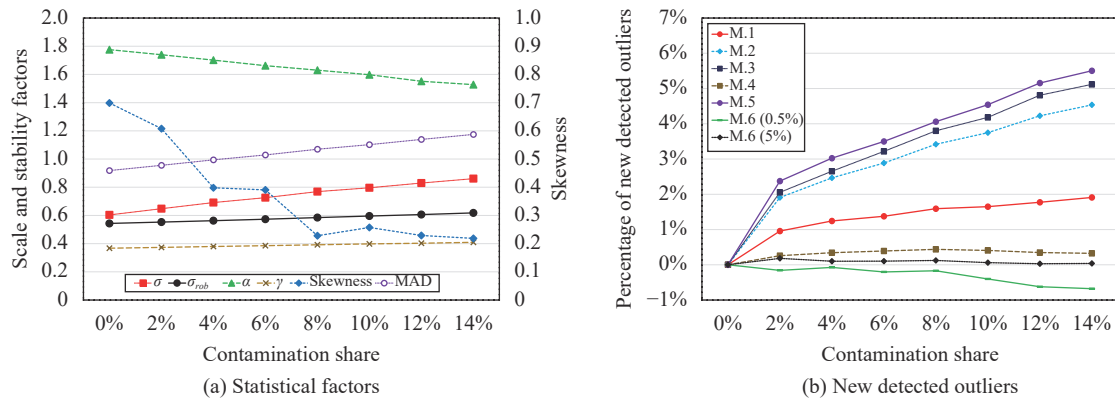 2.0
1.8
1.6
1.4
1.2
1.0
0.8
0.6
0.4
0.2
0
Scale and stability factors
1.0
0.9
0.8
0.7
0.6
0.5
0.4
0.3
0.2
0.1
0
Skewness
σ σrob α γ Skewness MAD
0% 2% 4% 6% 8% 10% 12% 14%
Contamination share
(a) Statistical factors
7%
6%
5%
4%
3%
2%
1%
0%
−1%
Percentage of new detected outliers
M.1
M.2
M.3
M.4
M.5
M.6 (0.5%)
M.6 (5%)
0% 2% 4% 6% 8% 10% 12% 14%
Contamination share
(b) New detected outliers